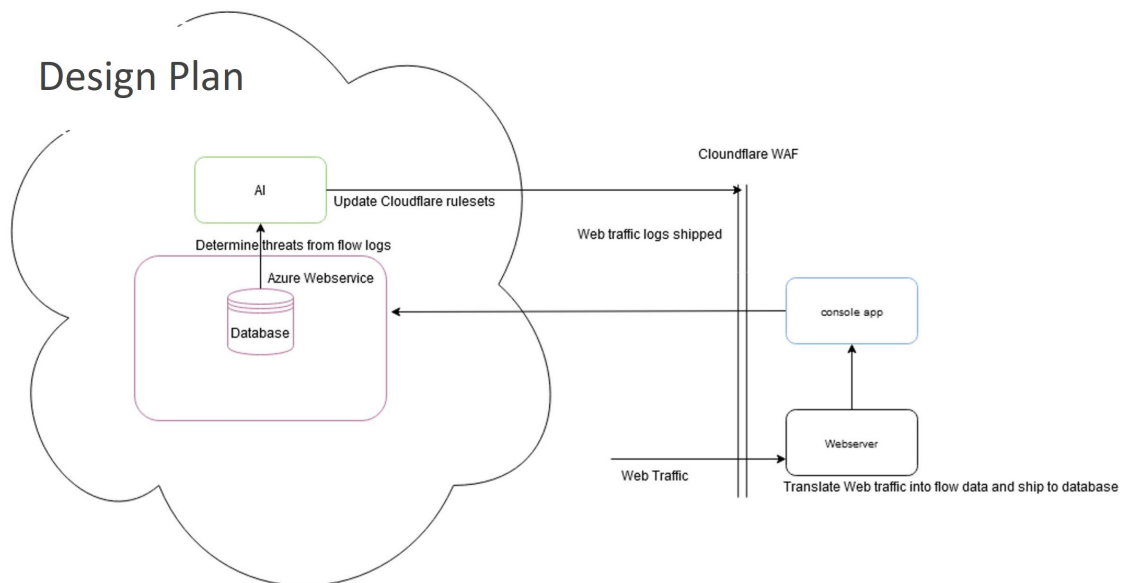 Design Plan
Cloundflare WAF
AI
Update Cloudflare rulesets
Web traffic logs shipped
Determine threats from flow logs
Azure Webservice
Database
console app
Webserver
Web Traffic
Translate Web traffic into flow data and ship to database